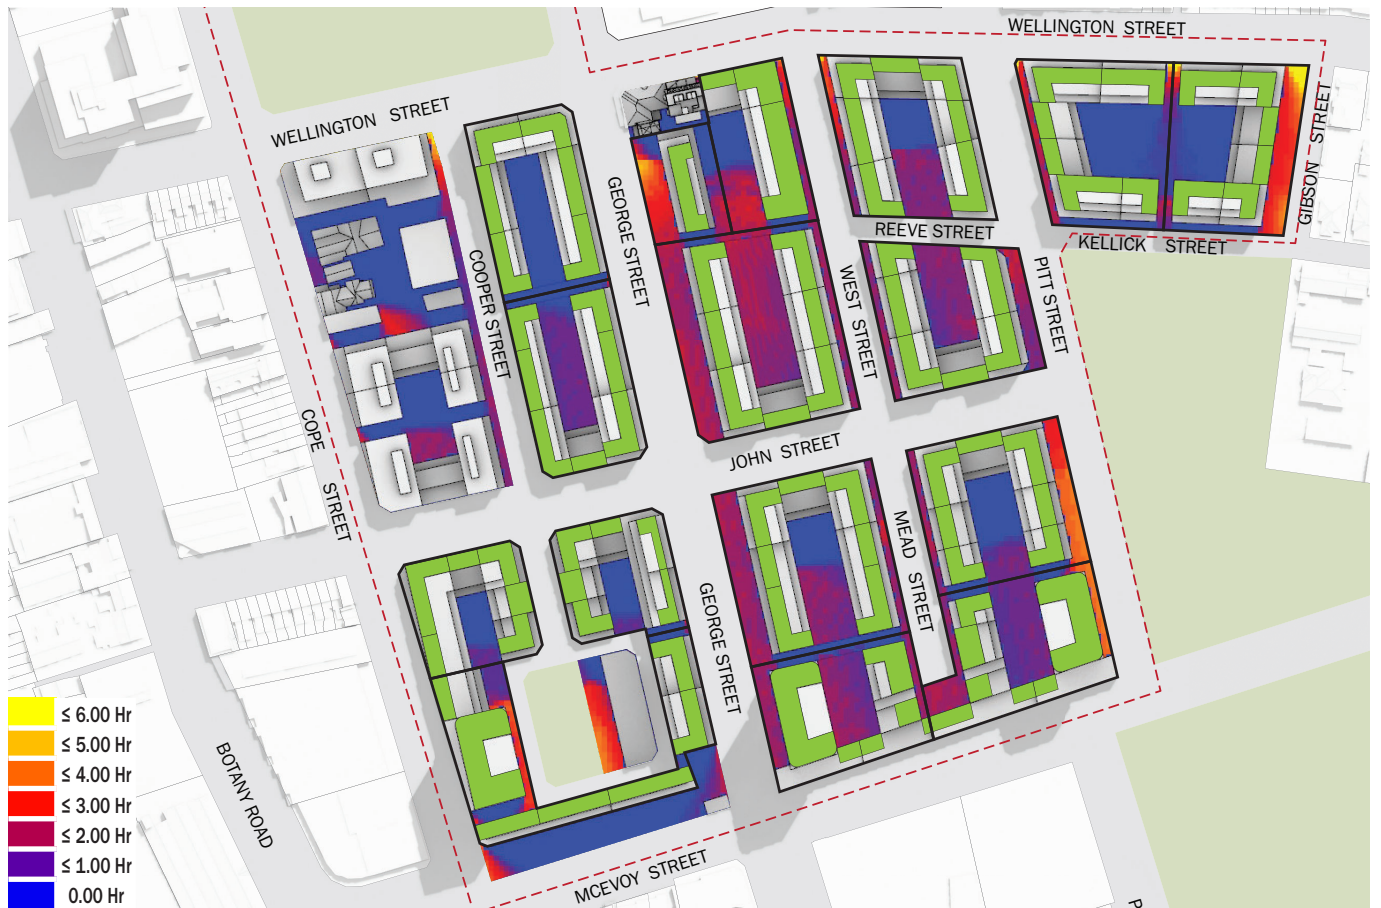 WELLINGTON STREET
WELLINGTON STREET
GIBSON STREET
GEORGE STREET
REEVE STREET
KELLICK STREET
COOPER STREET
WEST STREET
PITT STREET
COPE STREET
JOHN STREET
MEAD STREET
GEORGE STREET
BOTANY ROAD
MCEVOY STREET
≤ 6.00 Hr
≤ 5.00 Hr
≤ 4.00 Hr
≤ 3.00 Hr
≤ 2.00 Hr
≤ 1.00 Hr
0.00 Hr